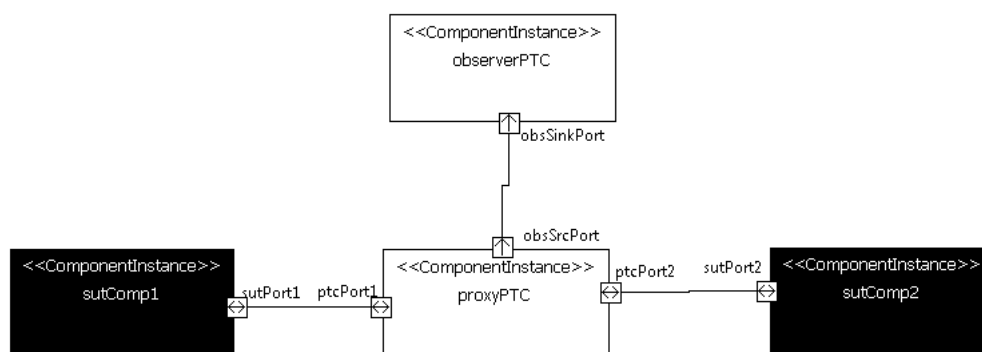 <<ComponentInstance>>
observerPTC
obsSinkPort
obsSrcPort
<<ComponentInstance>>
sutComp1
sutPort1
ptcPort1
<<ComponentInstance>>
proxyPTC
ptcPort2
sutPort2
<<ComponentInstance>>
sutComp2